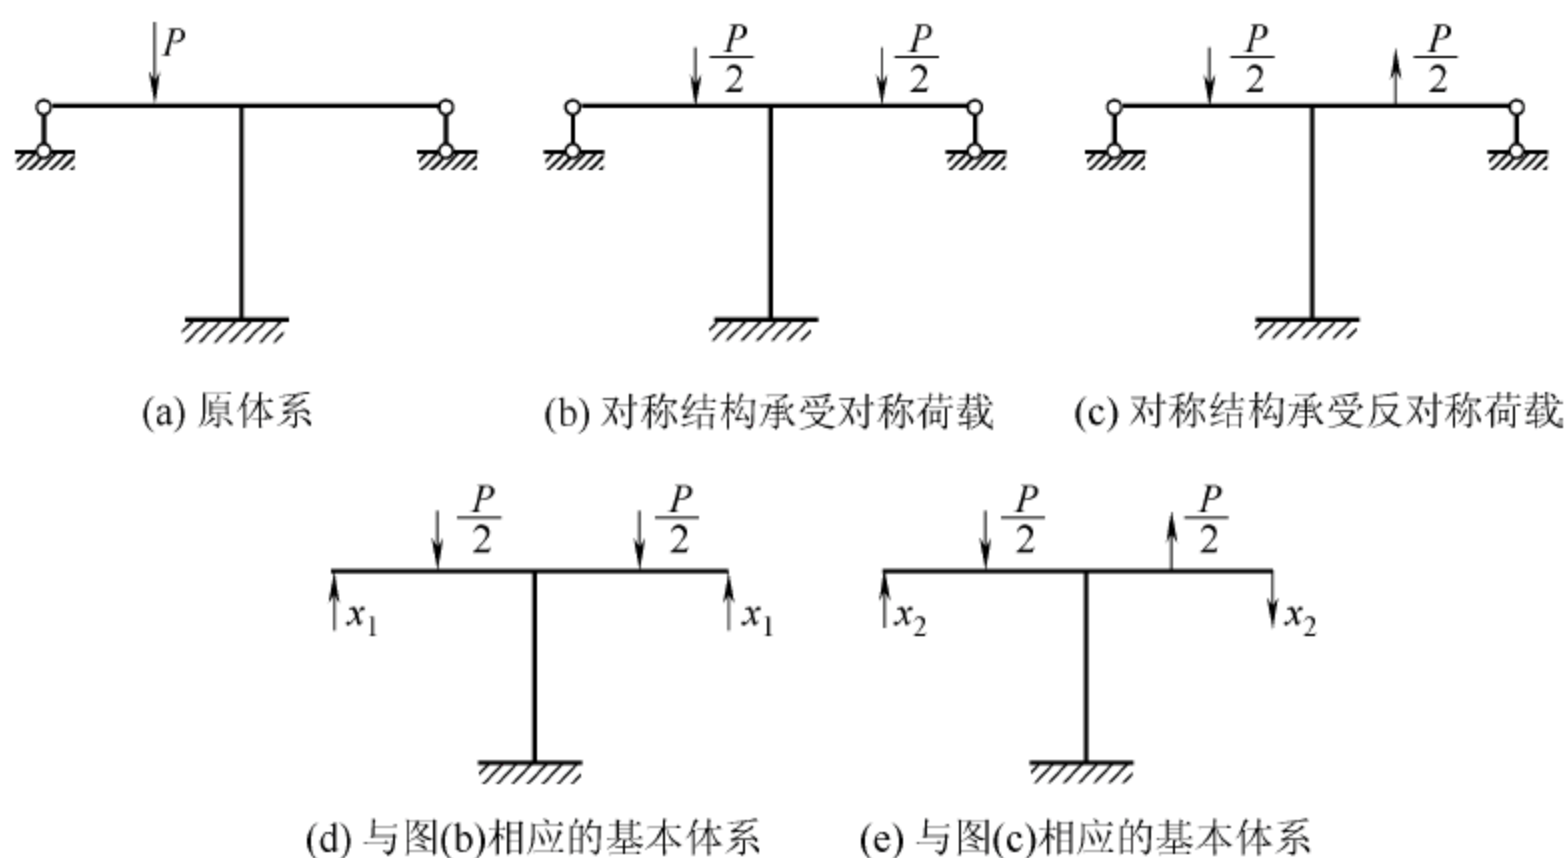 P
P/2 P/2
P/2 P/2
(a) 原体系
(b) 对称结构承受对称荷载
(c) 对称结构承受反对称荷载
P/2 P/2
x₁ x₁
P/2 P/2
x₂ x₂
(d) 与图(b)相应的基本体系
(e) 与图(c)相应的基本体系